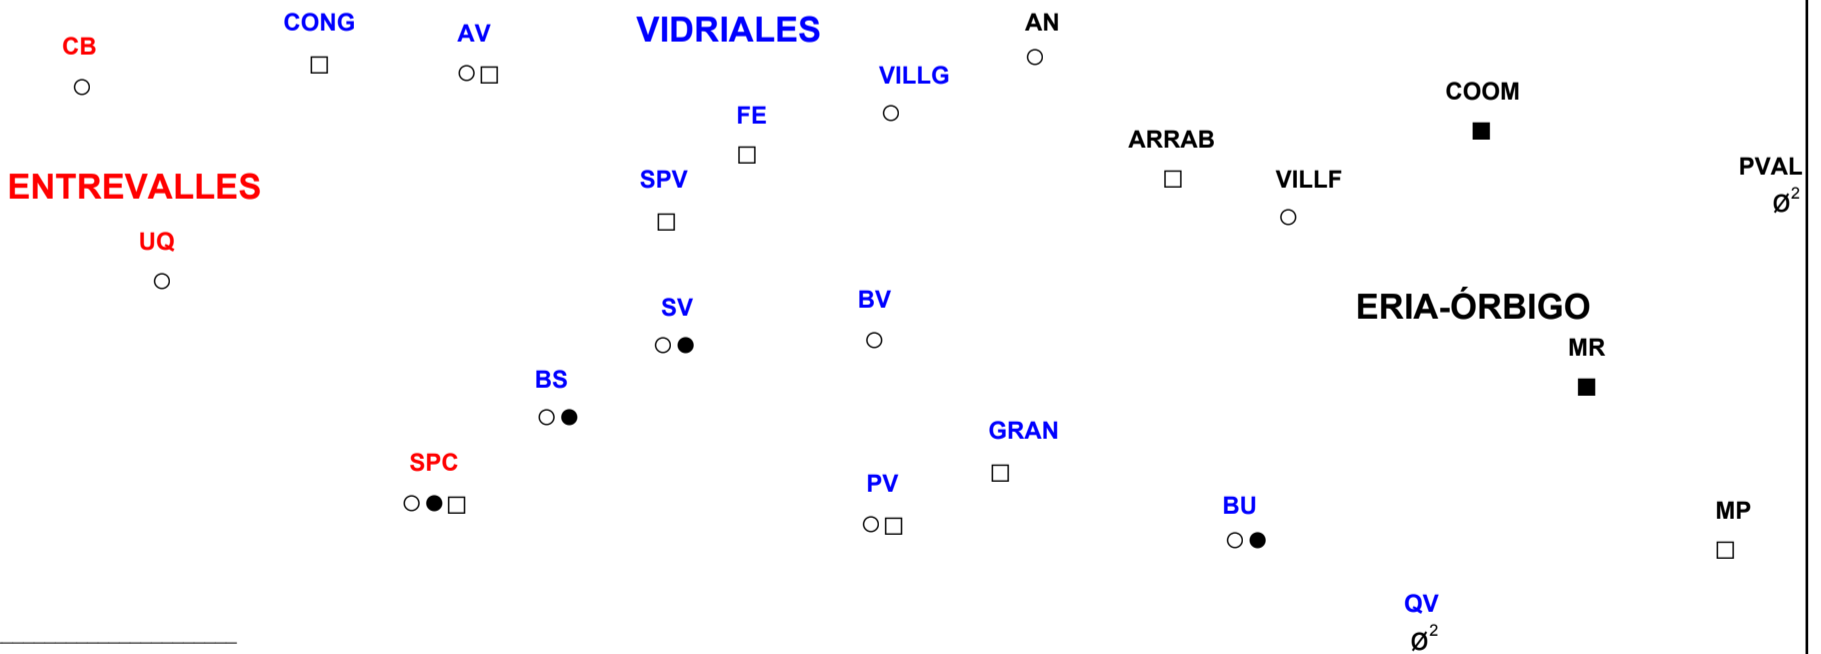 CONG
AV
VIDRIALES
AN
CB
VILLG
COOM
FE
ARRAB
PVAL
SPV
VILLF
ENTREVALLES
Ø²
UQ
SV
BV
ERIA-ÓRBIGO
MR
BS
GRAN
SPC
PV
BU
MP
QV
Ø²